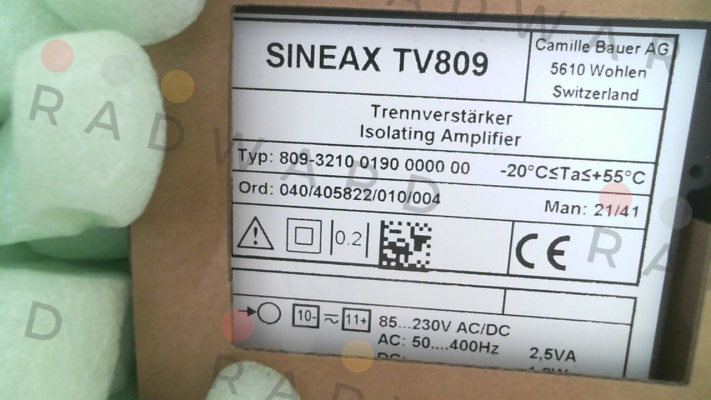 SINEAX TV809
Camille Bauer AG
5610 Wohlen
Switzerland
Trennverstärker
Isolating Amplifier
Typ: 809-3210 0190 0000 00 -20°C≤Ta≤+55°C
Ord: 040/405822/010/004 Man: 21/41
0.2 CE
10- ≂ 11+ 85...230V AC/DC
AC: 50....400Hz 2,5VA
DC:
RADWARD